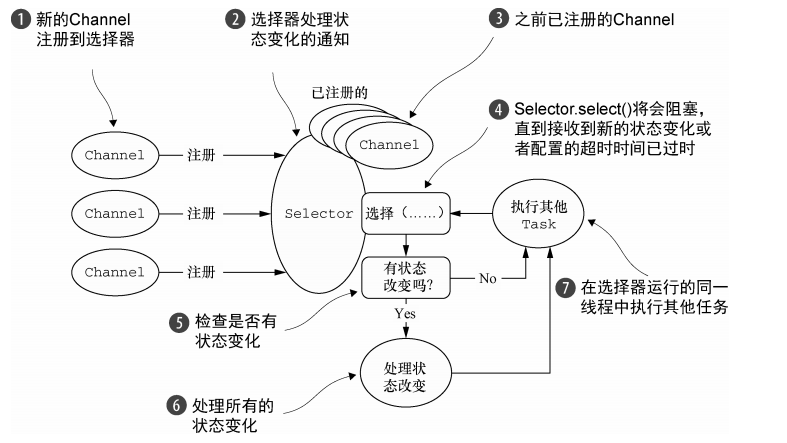 1 新的Channel
注册到选择器
2 选择器处理状
态变化的通知
3 之前已注册的Channel
已注册的
Channel
4 Selector.select()将会阻塞，
直到接收到新的状态变化或
者配置的超时时间已过时
Channel
注册
Channel
注册
Channel
注册
Selector
选择（……）
执行其他
Task
有状态
改变吗？
No
7 在选择器运行的同一
线程中执行其他任务
5 检查是否有
状态变化
Yes
处理状
态改变
6 处理所有的
状态变化